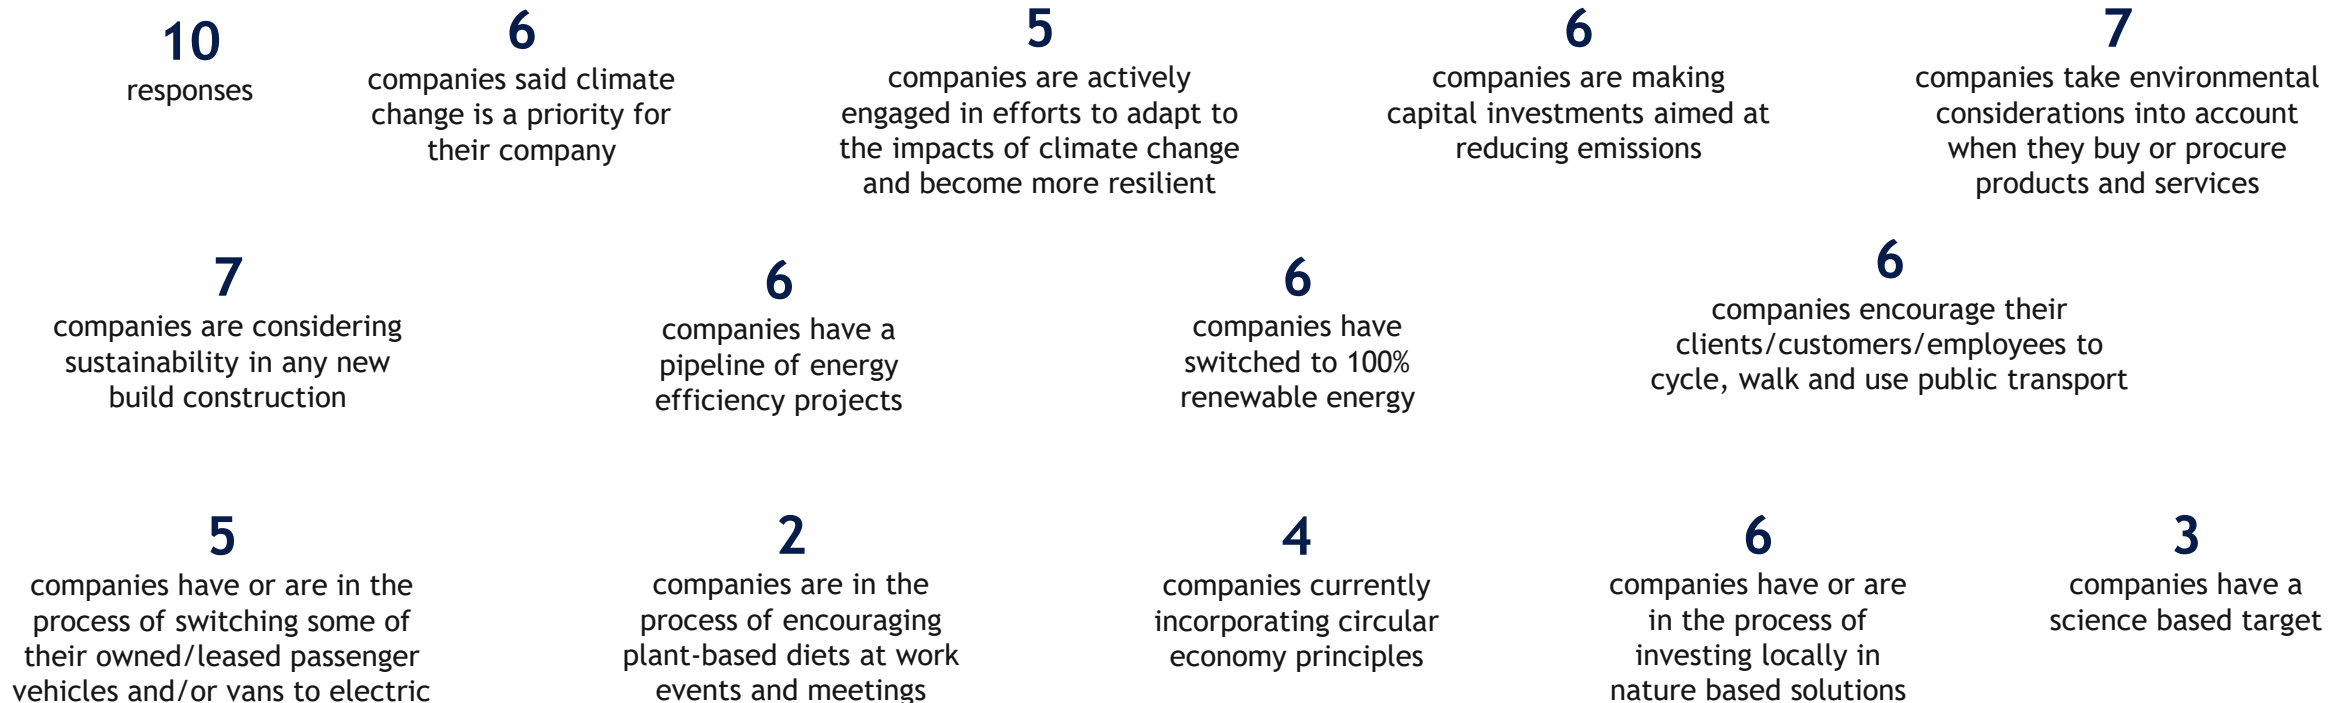 10
responses
6
companies said climate
change is a priority for
their company
5
companies are actively
engaged in efforts to adapt to
the impacts of climate change
and become more resilient
6
companies are making
capital investments aimed at
reducing emissions
7
companies take environmental
considerations into account
when they buy or procure
products and services
7
companies are considering
sustainability in any new
build construction
6
companies have a
pipeline of energy
efficiency projects
6
companies have
switched to 100%
renewable energy
6
companies encourage their
clients/customers/employees to
cycle, walk and use public transport
5
companies have or are in the
process of switching some of
their owned/leased passenger
vehicles and/or vans to electric
2
companies are in the
process of encouraging
plant-based diets at work
events and meetings
4
companies currently
incorporating circular
economy principles
6
companies have or are
in the process of
investing locally in
nature based solutions
3
companies have a
science based target